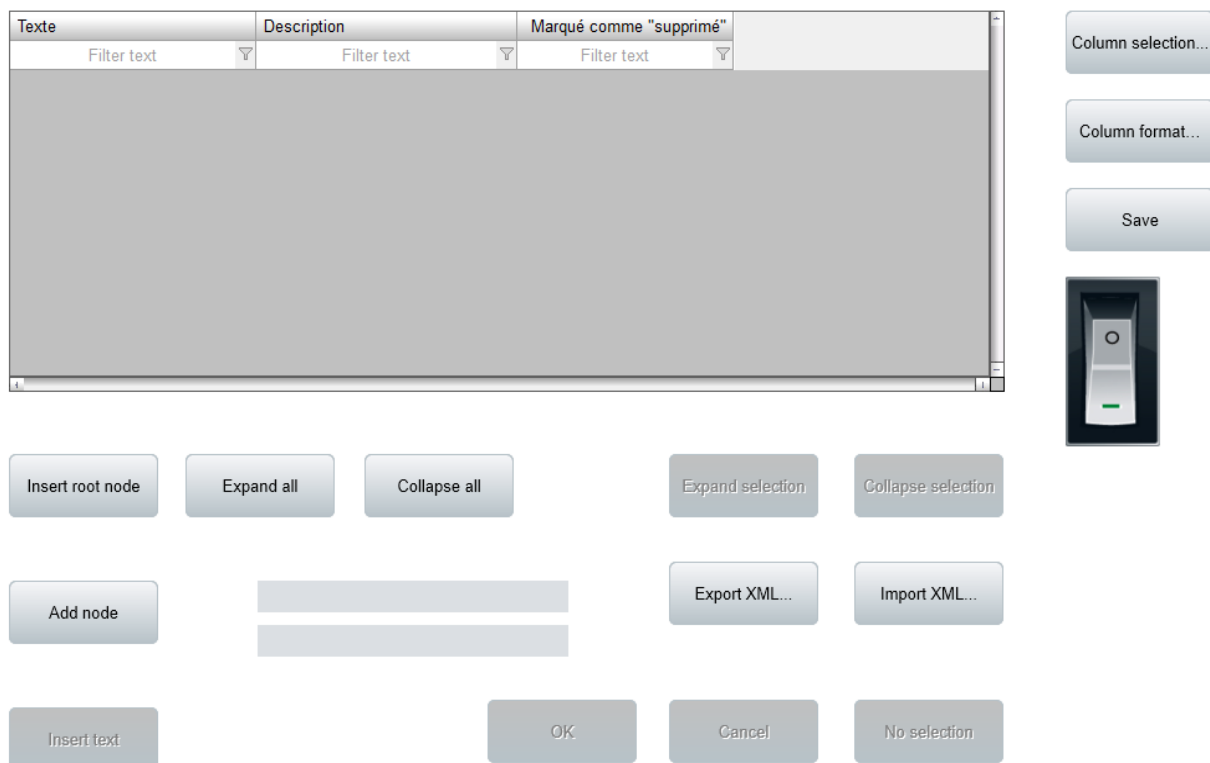 Texte Description Marqué comme "supprimé"
Filter text Filter text Filter text
Column selection...
Column format...
Save
Insert root node Expand all Collapse all Expand selection Collapse selection
Add node Export XML... Import XML...
Insert text OK Cancel No selection